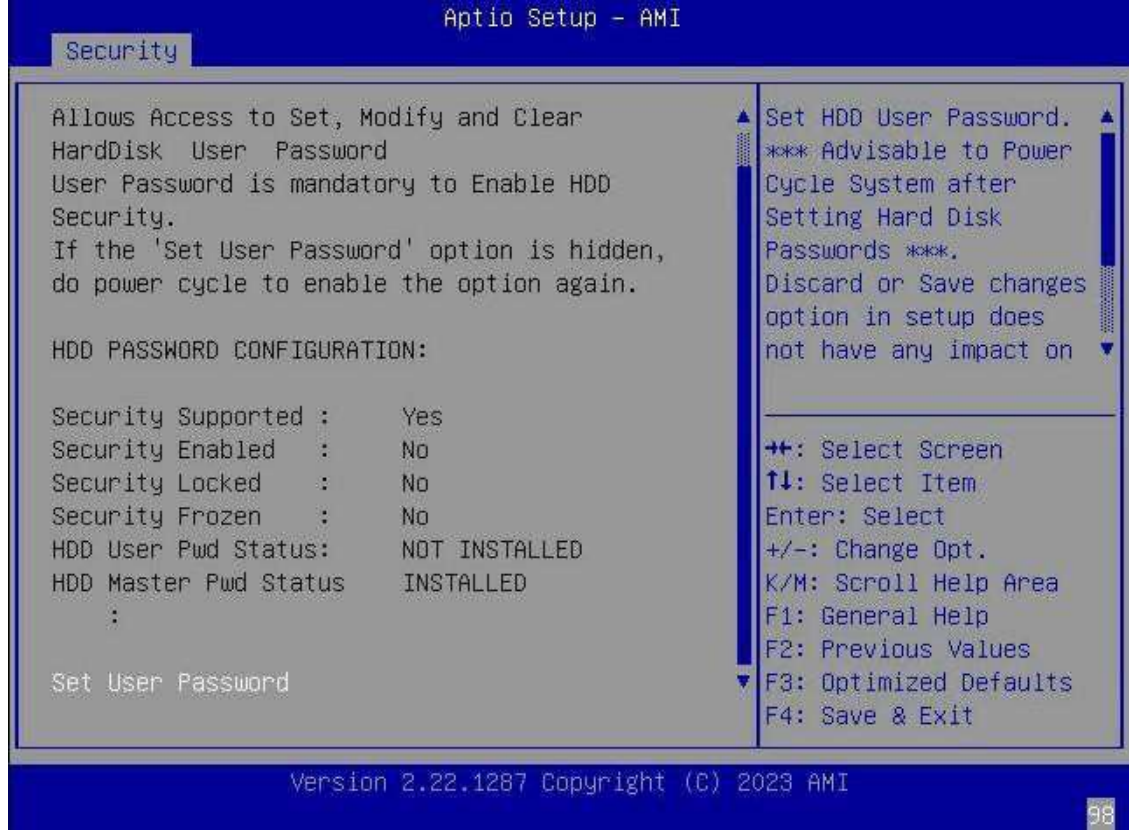 Aptio Setup – AMI
Security
Allows Access to Set, Modify and Clear
HardDisk User Password
User Password is mandatory to Enable HDD
Security.
If the 'Set User Password' option is hidden,
do power cycle to enable the option again.
HDD PASSWORD CONFIGURATION:
Security Supported : Yes
Security Enabled : No
Security Locked : No
Security Frozen : No
HDD User Pwd Status: NOT INSTALLED
HDD Master Pwd Status INSTALLED
:
Set User Password
Set HDD User Password.
*** Advisable to Power
Cycle System after
Setting Hard Disk
Passwords ***.
Discard or Save changes
option in setup does
not have any impact on
→←: Select Screen
↑↓: Select Item
Enter: Select
+/-: Change Opt.
K/M: Scroll Help Area
F1: General Help
F2: Previous Values
F3: Optimized Defaults
F4: Save & Exit
Version 2.22.1287 Copyright (C) 2023 AMI
98